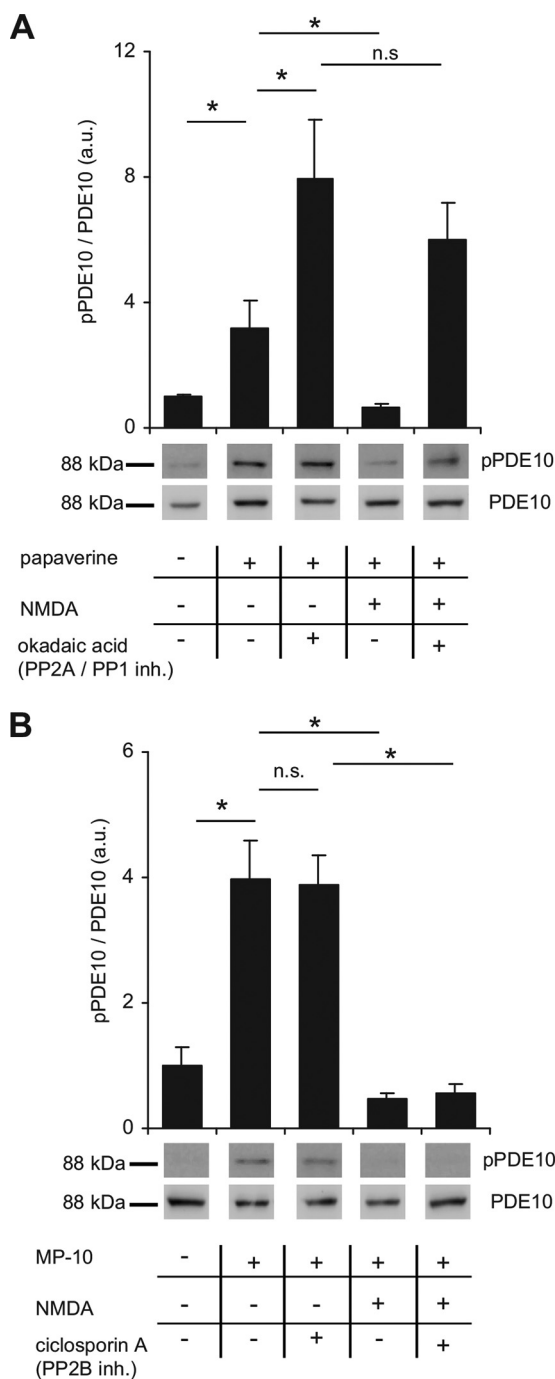 A
12
8
4
0
pPDE10 / PDE10 (a.u.)
*
* *
n.s
88 kDa pPDE10
88 kDa PDE10
papaverine - + + + +
NMDA - - - + +
okadaic acid - - + - +
(PP2A / PP1 inh.)
B
6
4
2
0
pPDE10 / PDE10 (a.u.)
*
n.s. *
*
88 kDa pPDE10
88 kDa PDE10
MP-10 - + + + +
NMDA - - - + +
ciclosporin A - - + - +
(PP2B inh.)